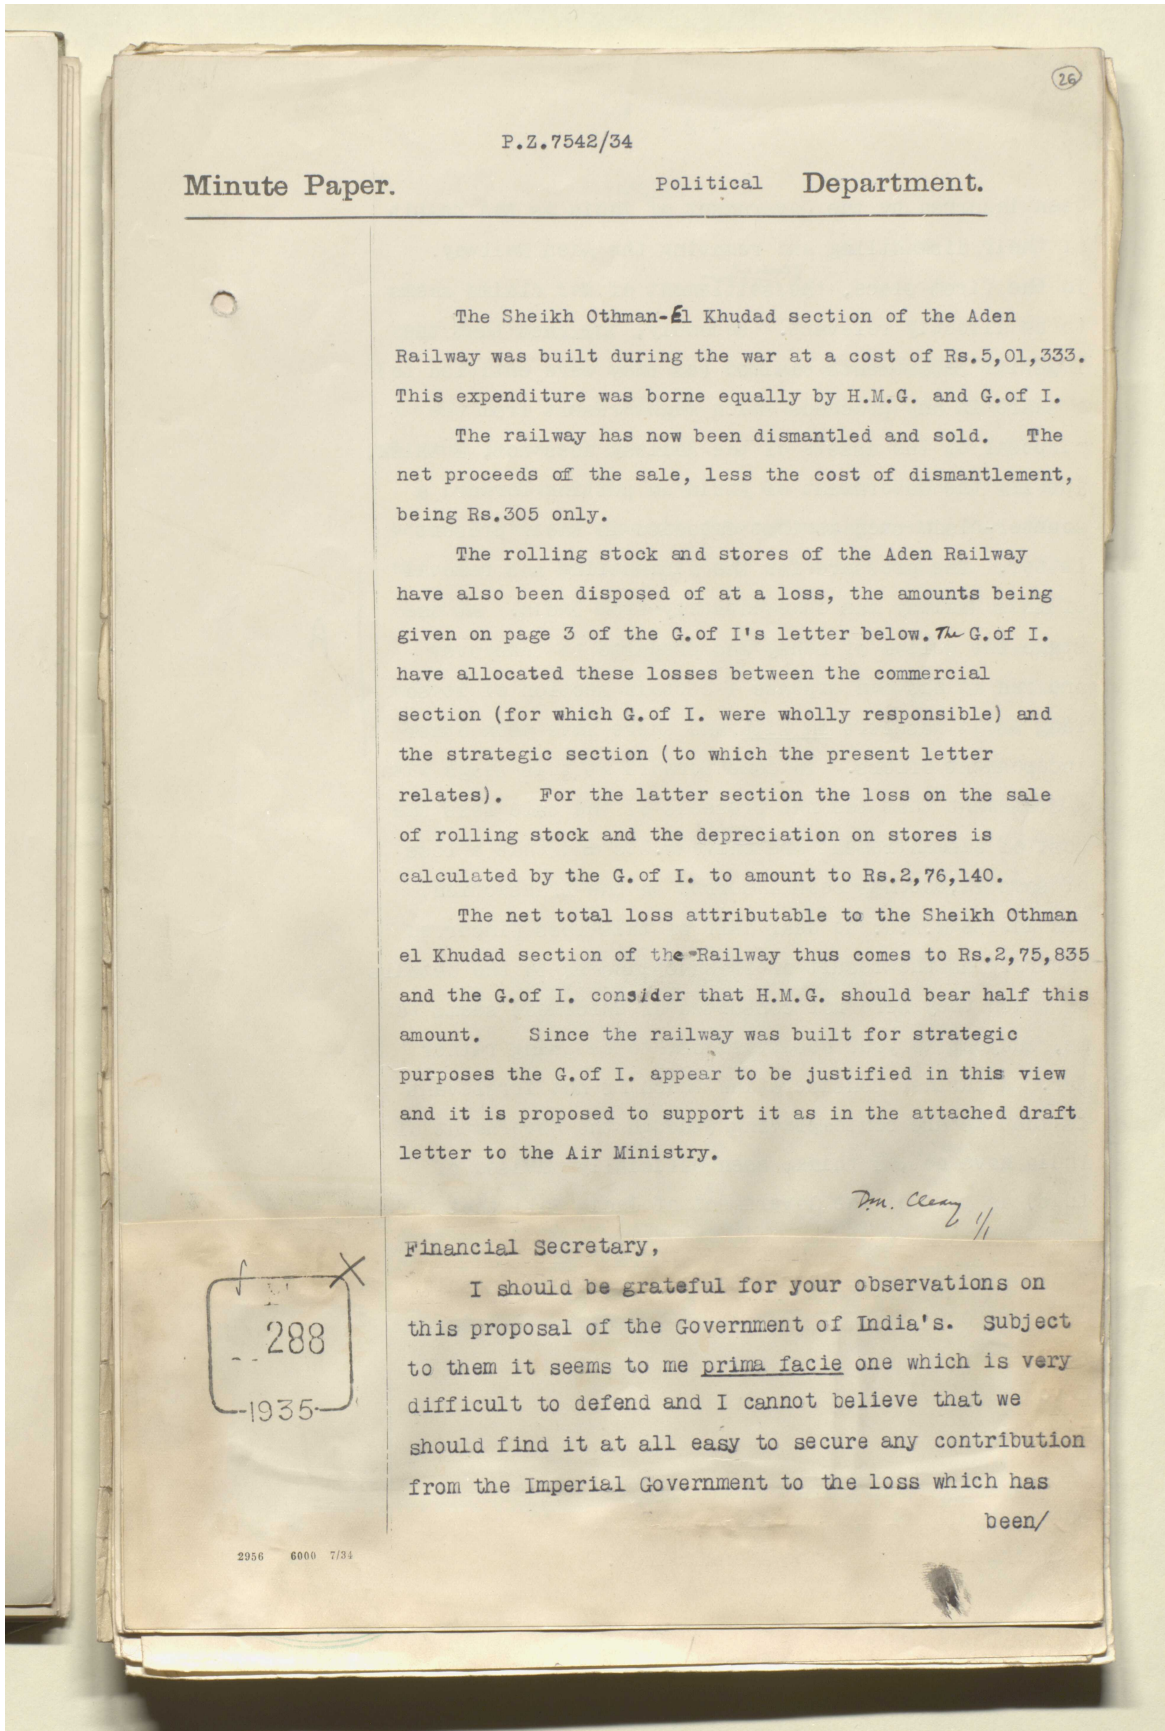 26
P.Z.7542/34
Minute Paper. Political Department.
The Sheikh Othman-El Khudad section of the Aden
Railway was built during the war at a cost of Rs.5,01,333.
This expenditure was borne equally by H.M.G. and G.of I.
The railway has now been dismantled and sold. The
net proceeds of the sale, less the cost of dismantlement,
being Rs.305 only.
The rolling stock and stores of the Aden Railway
have also been disposed of at a loss, the amounts being
given on page 3 of the G.of I's letter below. The G.of I.
have allocated these losses between the commercial
section (for which G.of I. were wholly responsible) and
the strategic section (to which the present letter
relates). For the latter section the loss on the sale
of rolling stock and the depreciation on stores is
calculated by the G.of I. to amount to Rs.2,76,140.
The net total loss attributable to the Sheikh Othman
el Khudad section of the Railway thus comes to Rs.2,75,835
and the G.of I. consider that H.M.G. should bear half this
amount. Since the railway was built for strategic
purposes the G.of I. appear to be justified in this view
and it is proposed to support it as in the attached draft
letter to the Air Ministry.
D.M. Cleary 1/1
Financial Secretary,
I should be grateful for your observations on
this proposal of the Government of India's. Subject
to them it seems to me prima facie one which is very
difficult to defend and I cannot believe that we
should find it at all easy to secure any contribution
from the Imperial Government to the loss which has
been/
288
1935
2956 6000 7/34